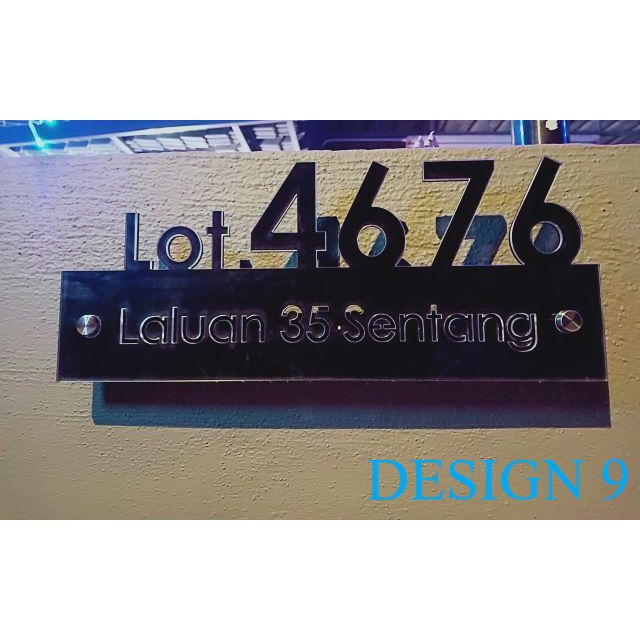 Lot. 4676
Laluan 35 Sentang
DESIGN 9